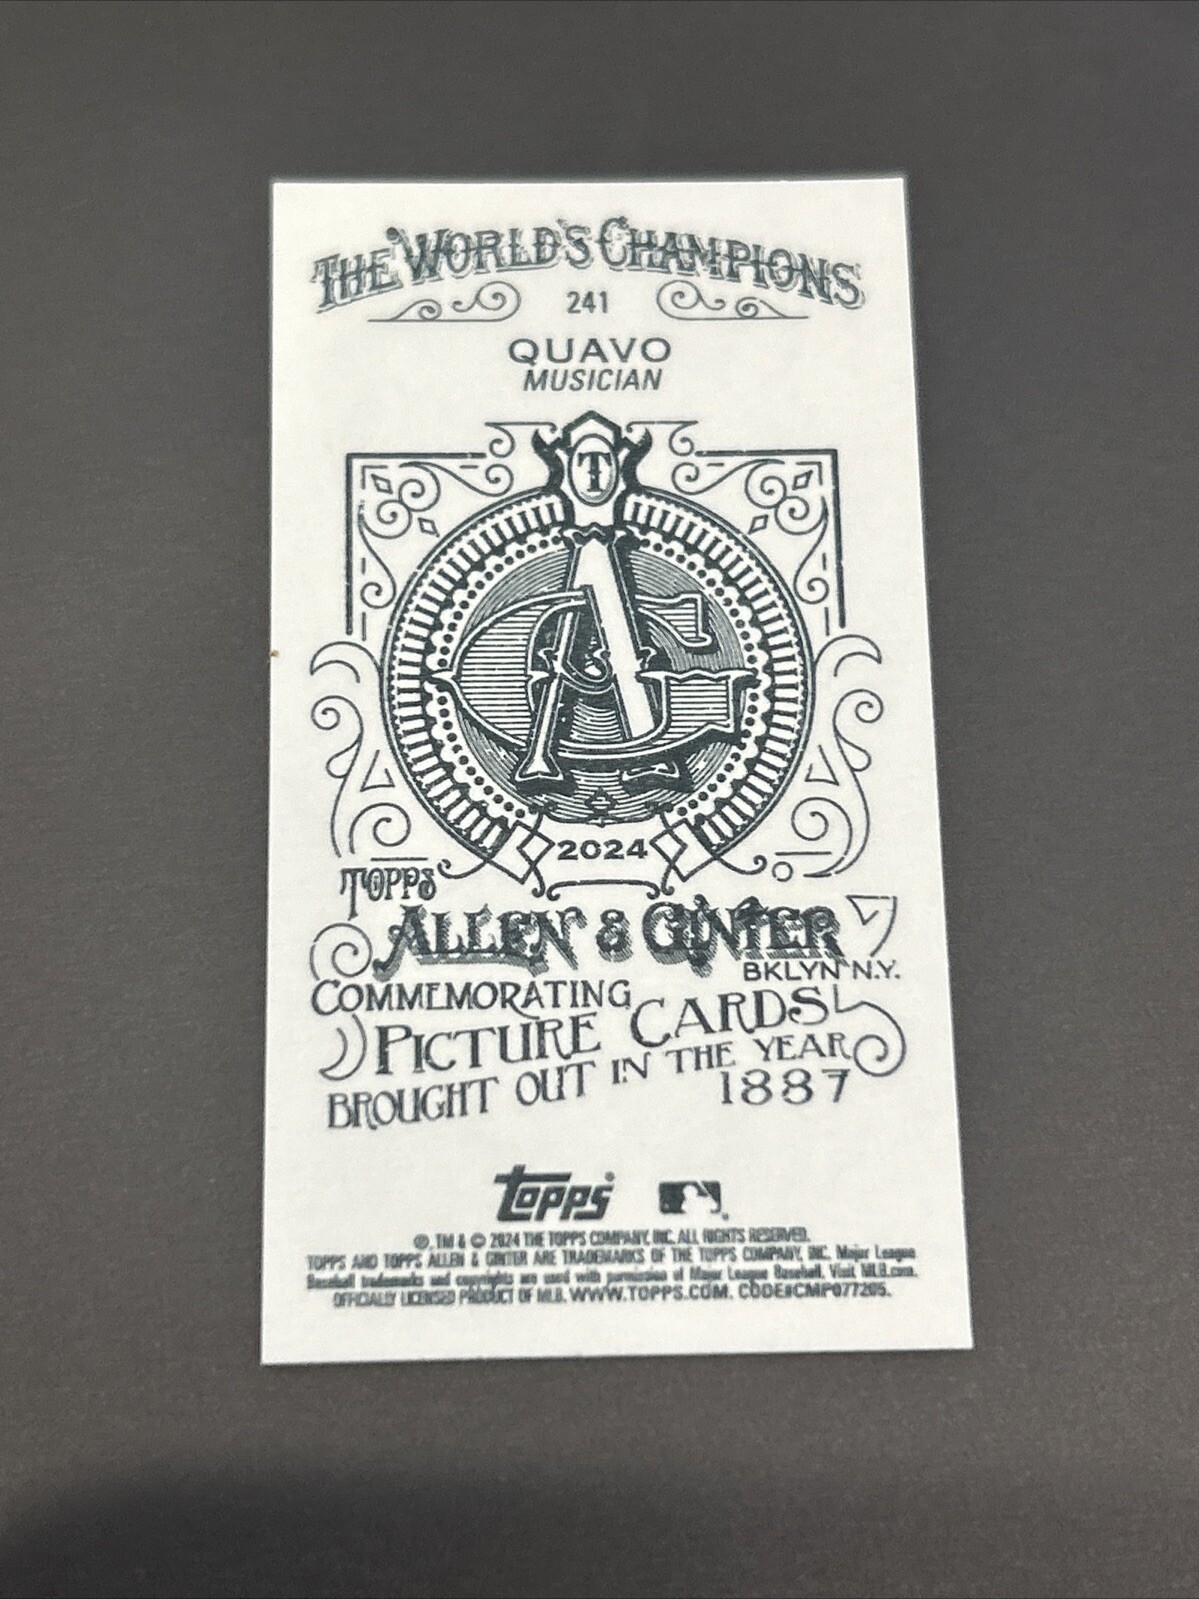 THE WORLD'S CHAMPIONS
241
QUAVO
MUSICIAN
T
A&G
2024
TOPPS
ALLEN & GINTER
BKLYN N.Y.
COMMEMORATING
PICTURE CARDS
BROUGHT OUT IN THE YEAR
1887
topps®
®, TM & © 2024 THE TOPPS COMPANY, INC. ALL RIGHTS RESERVED.
TOPPS AND TOPPS ALLEN & GINTER ARE TRADEMARKS OF THE TOPPS COMPANY, INC. Major League
Baseball trademarks and copyrights are used with permission of Major League Baseball. Visit MLB.com.
OFFICIALLY LICENSED PRODUCT OF MLB. WWW.TOPPS.COM. CODE#CMP077205.